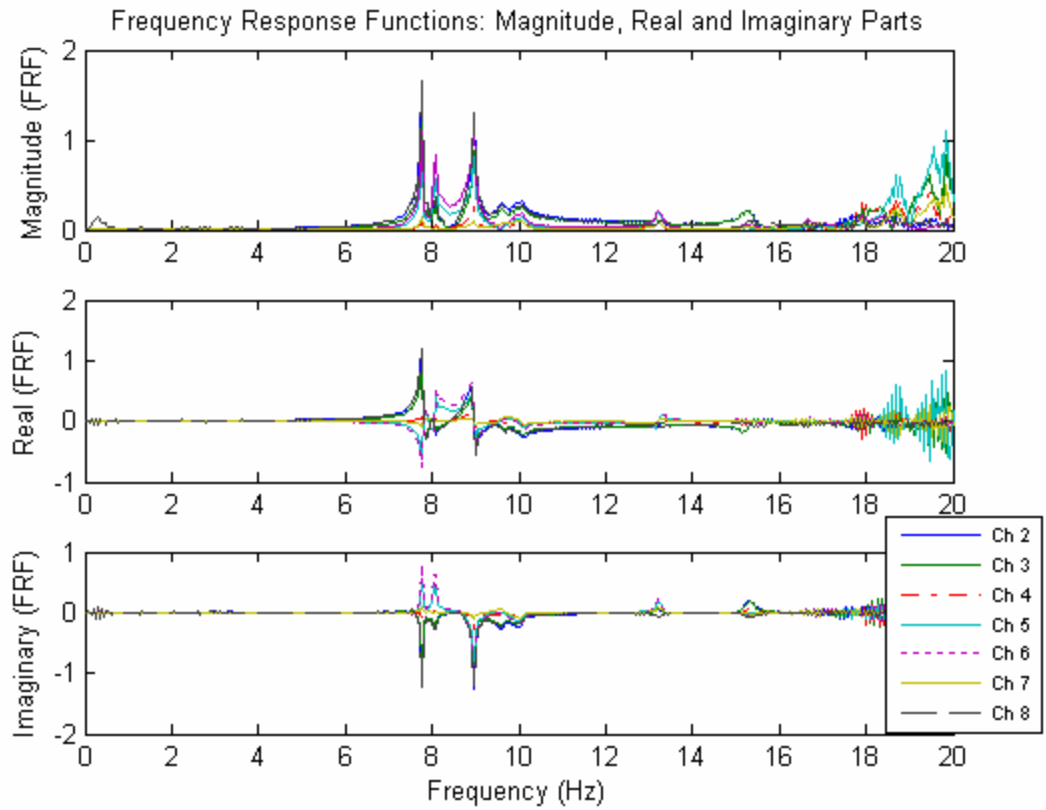 Frequency Response Functions: Magnitude, Real and Imaginary Parts
Magnitude (FRF)
2
1
0
0 2 4 6 8 10 12 14 16 18 20
Real (FRF)
2
1
0
-1
0 2 4 6 8 10 12 14 16 18 20
Imaginary (FRF)
1
0
-1
-2
0 2 4 6 8 10 12 14 16 18 20
Frequency (Hz)
Ch 2
Ch 3
Ch 4
Ch 5
Ch 6
Ch 7
Ch 8